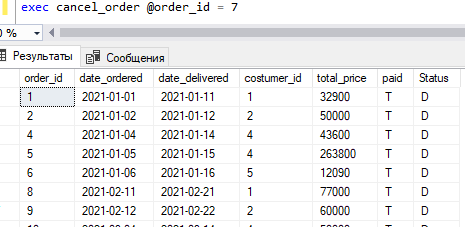 exec cancel_order @order_id = 7
0 %
Результаты Сообщения
order_id date_ordered date_delivered costumer_id total_price paid Status
1 2021-01-01 2021-01-11 1 32900 T D
2 2021-01-02 2021-01-12 2 50000 T D
4 2021-01-04 2021-01-14 4 43600 T D
5 2021-01-05 2021-01-15 4 263800 T D
6 2021-01-06 2021-01-16 5 12090 T D
8 2021-02-11 2021-02-21 1 77000 T D
9 2021-02-12 2021-02-22 2 60000 T D